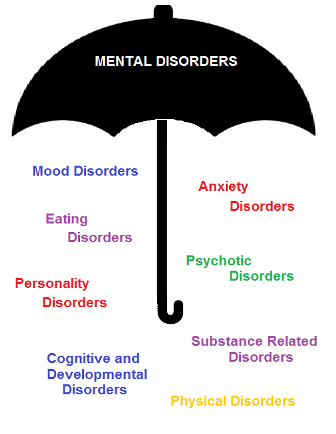 MENTAL DISORDERS
Mood Disorders
Anxiety
Disorders
Eating
Disorders
Psychotic
Disorders
Personality
Disorders
Substance Related
Disorders
Cognitive and
Developmental
Disorders
Physical Disorders